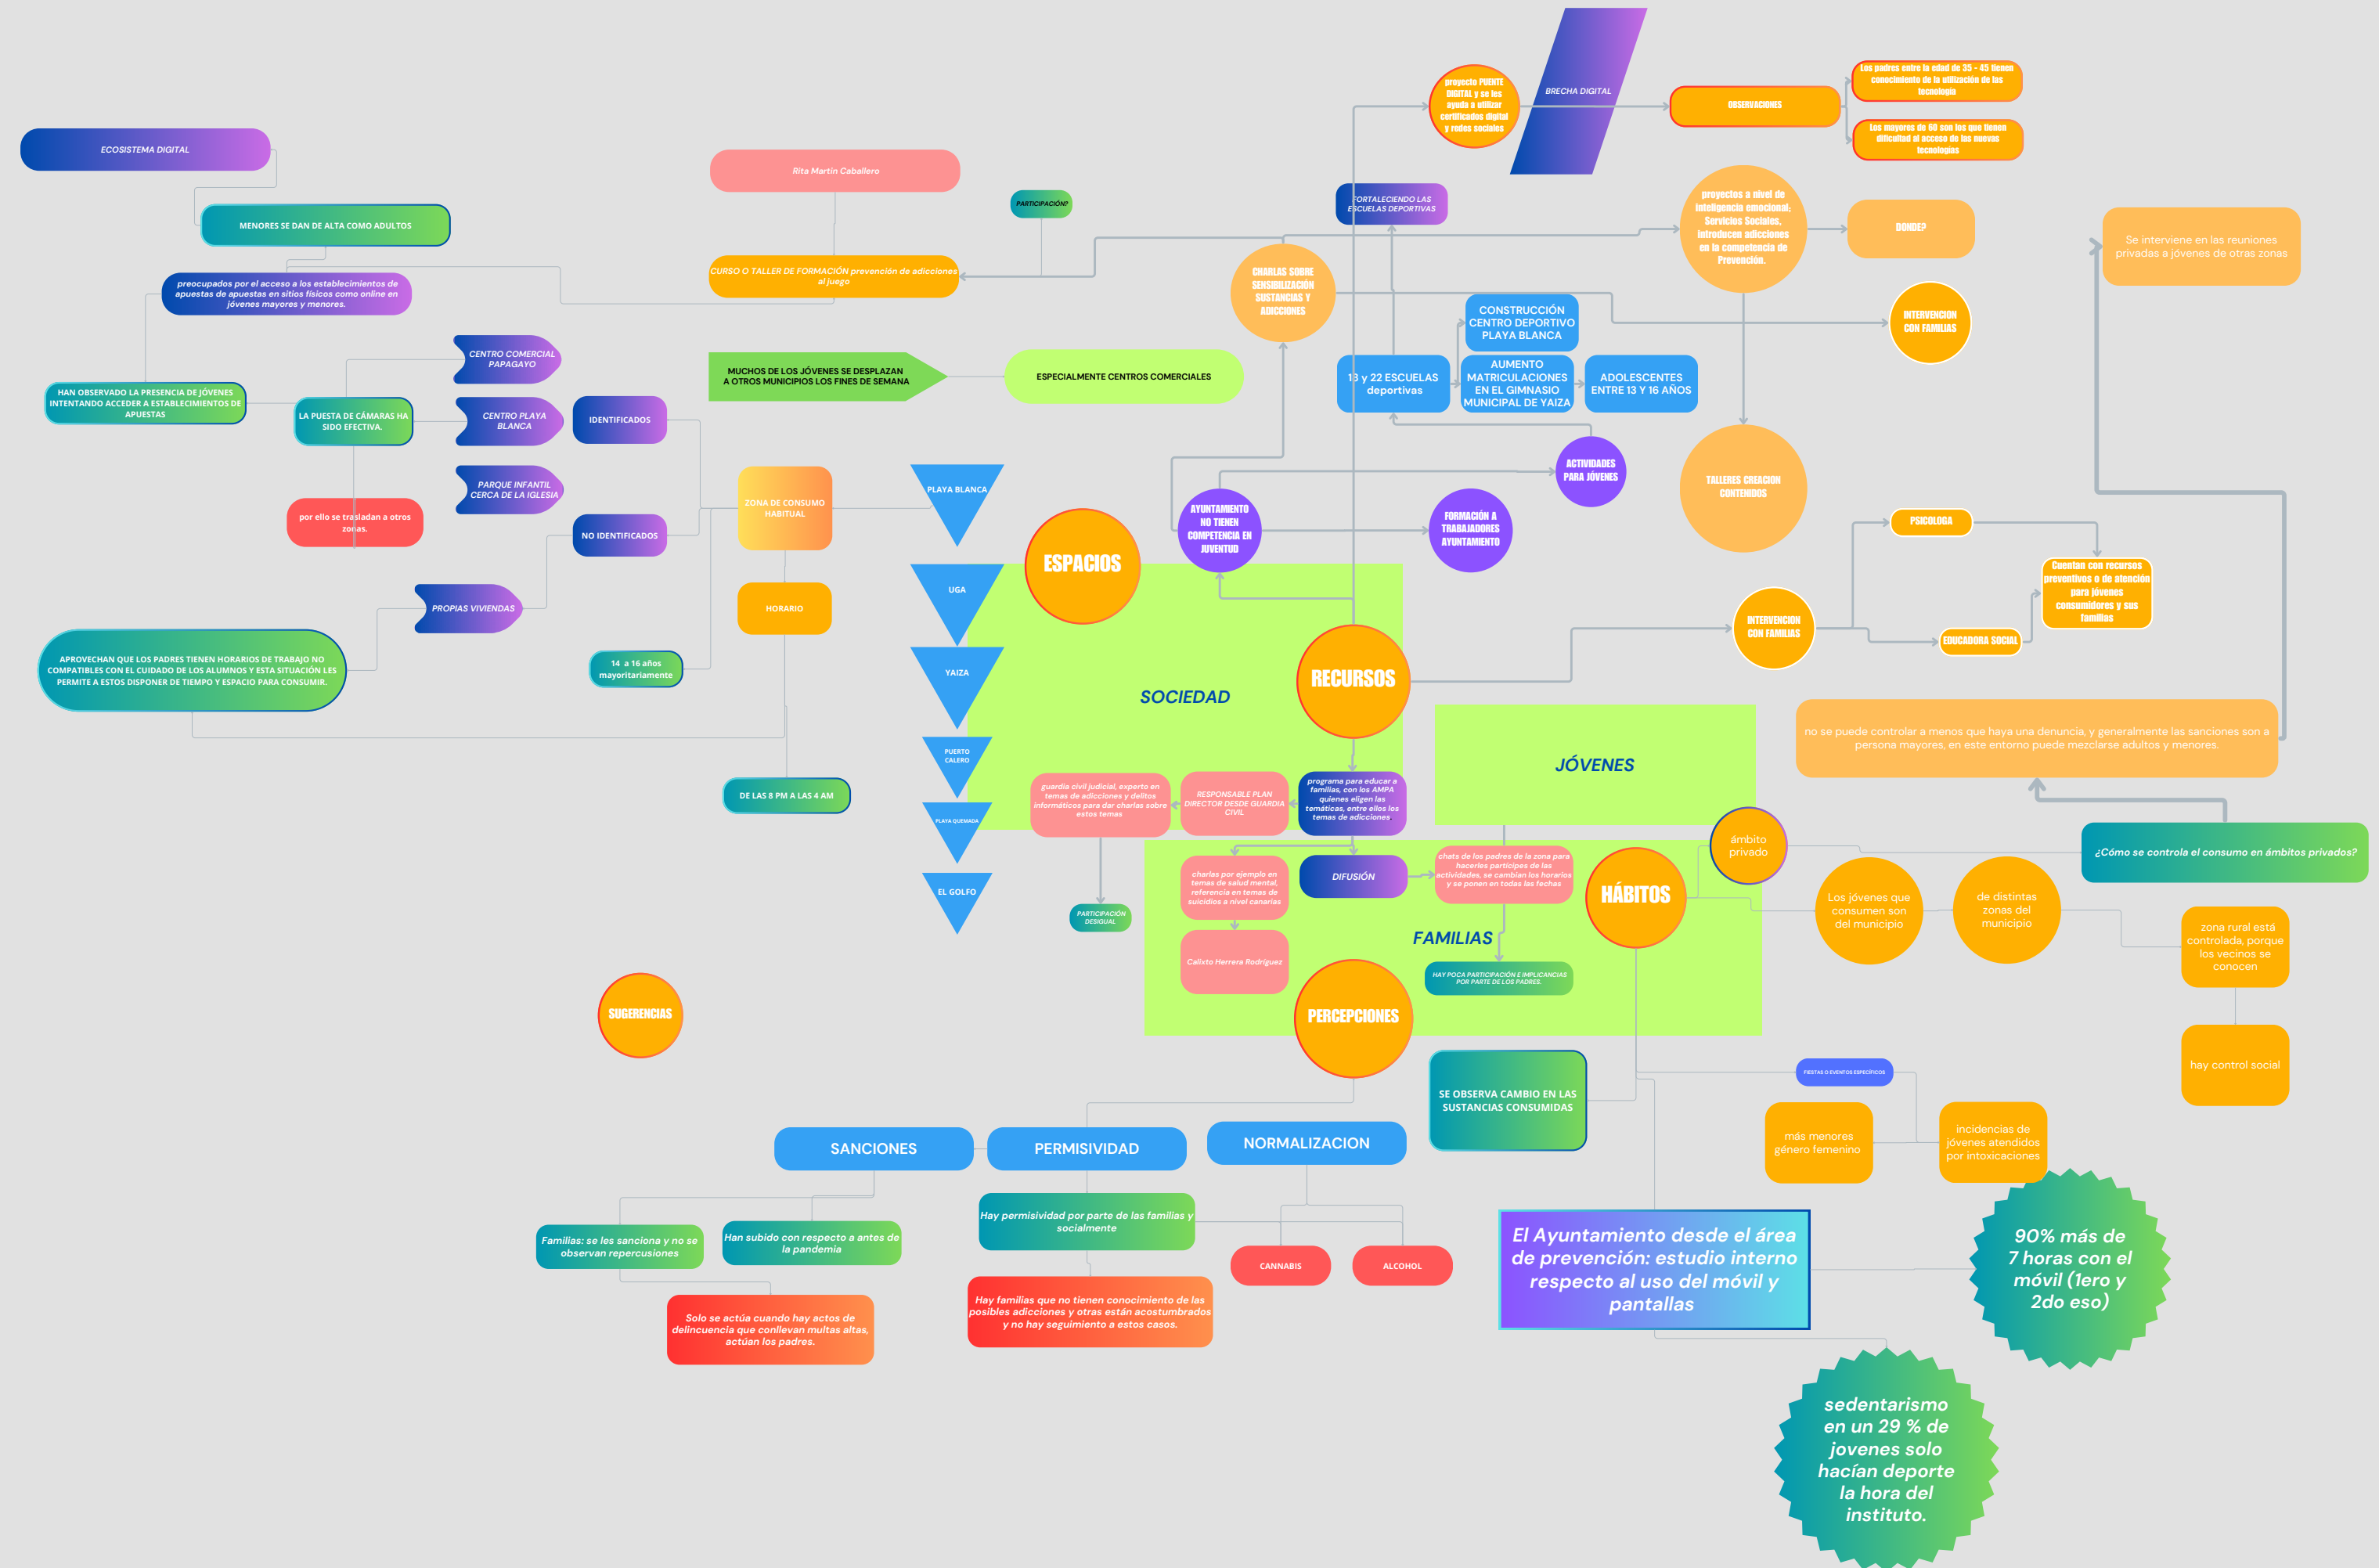 proyecto PUENTE
DIGITAL y se les
ayuda a utilizar
certificados digital
y redes sociales
BRECHA DIGITAL
OBSERVACIONES
Los padres entre la edad de 35 - 45 tienen
conocimiento de la utilización de las
tecnología
Los mayores de 60 son los que tienen
dificultad al acceso de las nuevas
tecnologías
ECOSISTEMA DIGITAL
MENORES SE DAN DE ALTA COMO ADULTOS
preocupados por el acceso a los establecimientos de
apuestas de apuestas en sitios físicos como online en
jóvenes mayores y menores.
HAN OBSERVADO LA PRESENCIA DE JÓVENES
INTENTANDO ACCEDER A ESTABLECIMIENTOS DE
APUESTAS
LA PUESTA DE CÁMARAS HA
SIDO EFECTIVA.
por ello se trasladan a otros
zonas.
CENTRO COMERCIAL
PAPAGAYO
CENTRO PLAYA
BLANCA
PARQUE INFANTIL
CERCA DE LA IGLESIA
IDENTIFICADOS
NO IDENTIFICADOS
PROPIAS VIVIENDAS
APROVECHAN QUE LOS PADRES TIENEN HORARIOS DE TRABAJO NO
COMPATIBLES CON EL CUIDADO DE LOS ALUMNOS Y ESTA SITUACIÓN LES
PERMITE A ESTOS DISPONER DE TIEMPO Y ESPACIO PARA CONSUMIR.
Rita Martín Caballero
PARTICIPACIÓN?
CURSO O TALLER DE FORMACIÓN prevención de adicciones
al juego
MUCHOS DE LOS JÓVENES SE DESPLAZAN
A OTROS MUNICIPIOS LOS FINES DE SEMANA
ESPECIALMENTE CENTROS COMERCIALES
ZONA DE CONSUMO
HABITUAL
HORARIO
14 a 16 años
mayoritariamente
DE LAS 8 PM A LAS 4 AM
PLAYA BLANCA
UGA
YAIZA
PUERTO
CALERO
PLAYA QUEMADA
EL GOLFO
ESPACIOS
SOCIEDAD
RECURSOS
FORTALECIENDO LAS
ESCUELAS DEPORTIVAS
CHARLAS SOBRE
SENSIBILIZACIÓN
SUSTANCIAS Y
ADICCIONES
CONSTRUCCIÓN
CENTRO DEPORTIVO
PLAYA BLANCA
18 y 22 ESCUELAS
deportivas
AUMENTO
MATRICULACIONES
EN EL GIMNASIO
MUNICIPAL DE YAIZA
ADOLESCENTES
ENTRE 13 Y 16 AÑOS
ACTIVIDADES
PARA JÓVENES
AYUNTAMIENTO
NO TIENEN
COMPETENCIA EN
JUVENTUD
FORMACIÓN A
TRABAJADORES
AYUNTAMIENTO
proyectos a nivel de
inteligencia emocional;
Servicios Sociales,
introducen adicciones
en la competencia de
Prevención.
DONDE?
INTERVENCION
CON FAMILIAS
TALLERES CREACION
CONTENIDOS
Se interviene en las reuniones
privadas a jóvenes de otras zonas
PSICOLOGA
Cuentan con recursos
preventivos o de atención
para jóvenes
consumidores y sus
familias
INTERVENCION
CON FAMILIAS
EDUCADORA SOCIAL
no se puede controlar a menos que haya una denuncia, y generalmente las sanciones son a
persona mayores, en este entorno puede mezclarse adultos y menores.
¿Cómo se controla el consumo en ámbitos privados?
JÓVENES
guardia civil judicial, experto en
temas de adicciones y delitos
informáticos para dar charlas sobre
estos temas
RESPONSABLE PLAN
DIRECTOR DESDE GUARDIA
CIVIL
programa para educar a
familias, con los AMPA
quienes eligen las
temáticas, entre ellos los
temas de adicciones.
PARTICIPACIÓN
DESIGUAL
charlas por ejemplo en
temas de salud mental,
referencia en temas de
suicidios a nivel canarias
Calixto Herrera Rodríguez
DIFUSIÓN
chats de los padres de la zona para
hacerles partícipes de las
actividades, se cambian los horarios
y se ponen en todas las fechas
FAMILIAS
HAY POCA PARTICIPACIÓN E IMPLICANCIAS
POR PARTE DE LOS PADRES.
HÁBITOS
ámbito
privado
Los jóvenes que
consumen son
del municipio
de distintas
zonas del
municipio
zona rural está
controlada, porque
los vecinos se
conocen
hay control social
SUGERENCIAS
PERCEPCIONES
SE OBSERVA CAMBIO EN LAS
SUSTANCIAS CONSUMIDAS
FIESTAS O EVENTOS ESPECÍFICOS
más menores
género femenino
incidencias de
jóvenes atendidos
por intoxicaciones
SANCIONES
PERMISIVIDAD
NORMALIZACION
Familias: se les sanciona y no se
observan repercusiones
Han subido con respecto a antes de
la pandemia
Solo se actúa cuando hay actos de
delincuencia que conllevan multas altas,
actúan los padres.
Hay permisividad por parte de las familias y
socialmente
Hay familias que no tienen conocimiento de las
posibles adicciones y otras están acostumbrados
y no hay seguimiento a estos casos.
CANNABIS
ALCOHOL
El Ayuntamiento desde el área
de prevención: estudio interno
respecto al uso del móvil y
pantallas
90% más de
7 horas con el
móvil (1ero y
2do eso)
sedentarismo
en un 29 % de
jovenes solo
hacían deporte
la hora del
instituto.